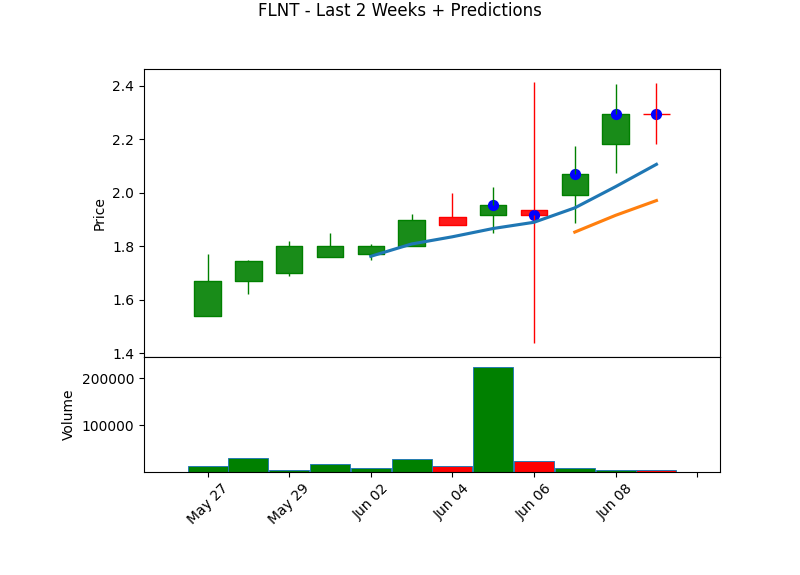 FLNT - Last 2 Weeks + Predictions
2.4
2.2
2.0
1.8
1.6
1.4
Price
200000
100000
Volume
May 27
May 29
Jun 02
Jun 04
Jun 06
Jun 08